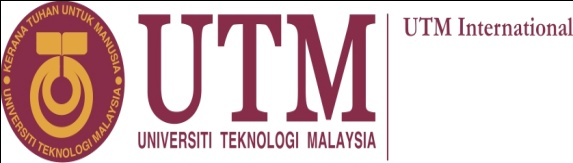 KERANA TUHAN UNTUK MANUSIA
• UNIVERSITI TEKNOLOGI MALAYSIA •
UTM
UNIVERSITI TEKNOLOGI MALAYSIA
UTM International